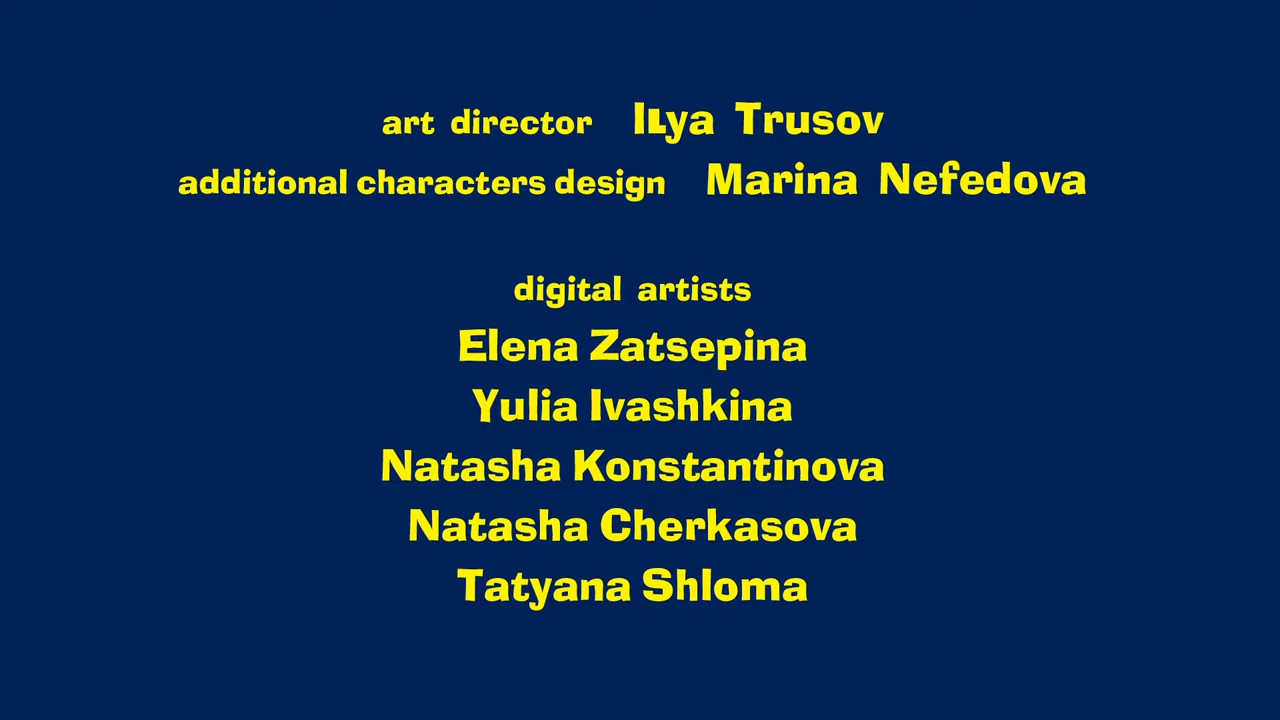 art director ILya Trusov
additional characters design Marina Nefedova
digital artists
Elena Zatsepina
Yulia Ivashkina
Natasha Konstantinova
Natasha Cherkasova
Tatyana Shloma